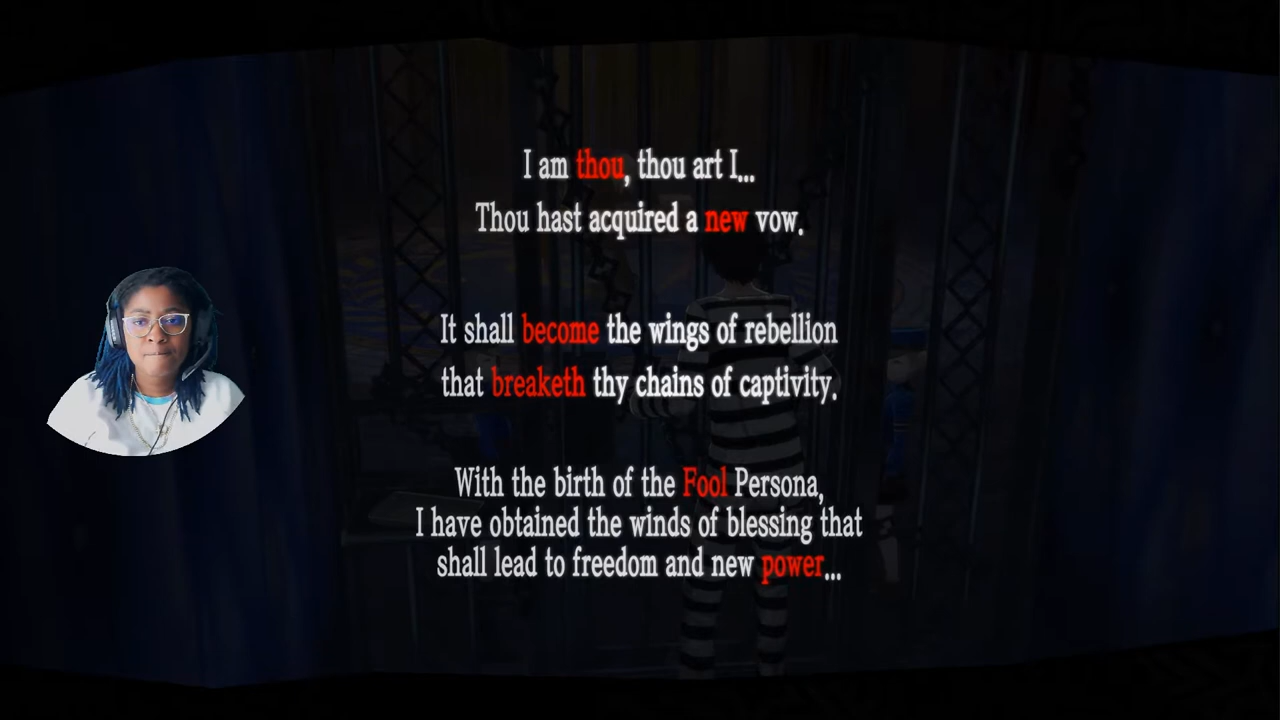 I am thou, thou art I...
Thou hast acquired a new vow.
It shall become the wings of rebellion
that breaketh thy chains of captivity.
With the birth of the Fool Persona,
I have obtained the winds of blessing that
shall lead to freedom and new power...